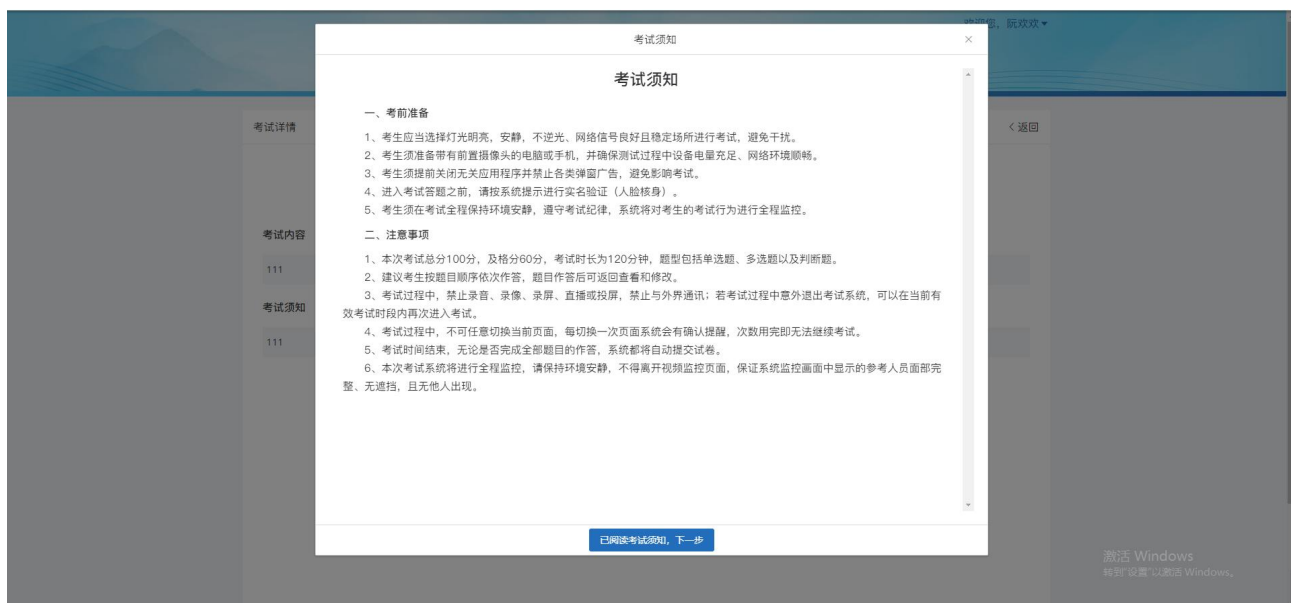 您, 阮欢欢
考试须知
×
考试须知
考试详情
< 返回
一、考前准备
1、考生应当选择灯光明亮，安静，不逆光、网络信号良好且稳定场所进行考试，避免干扰。
2、考生须准备带有前置摄像头的电脑或手机，并确保测试过程中设备电量充足、网络环境顺畅。
3、考生须提前关闭无关应用程序并禁止各类弹窗广告，避免影响考试。
4、进入考试答题之前，请按系统提示进行实名验证（人脸核身）。
5、考生须在考试全程保持环境安静，遵守考试纪律，系统将对考生的考试行为进行全程监控。
考试内容
二、注意事项
1、本次考试总分100分，及格分60分，考试时长为120分钟，题型包括单选题、多选题以及判断题。
111
2、建议考生按题目顺序依次作答，题目作答后可返回查看和修改。
3、考试过程中，禁止录音、录像、录屏、直播或投屏，禁止与外界通讯；若考试过程中意外退出考试系统，可以在当前有
考试须知
效考试时段内再次进入考试。
4、考试过程中，不可任意切换当前页面，每切换一次页面系统会有确认提醒，次数用完即无法继续考试。
111
5、考试时间结束，无论是否完成全部题目的作答，系统都将自动提交试卷。
6、本次考试系统将进行全程监控，请保持环境安静，不得离开视频监控页面，保证系统监控画面中显示的参考人员面部完
整、无遮挡，且无他人出现。
已阅读考试须知，下一步
激活 Windows
转到"设置"以激活 Windows。